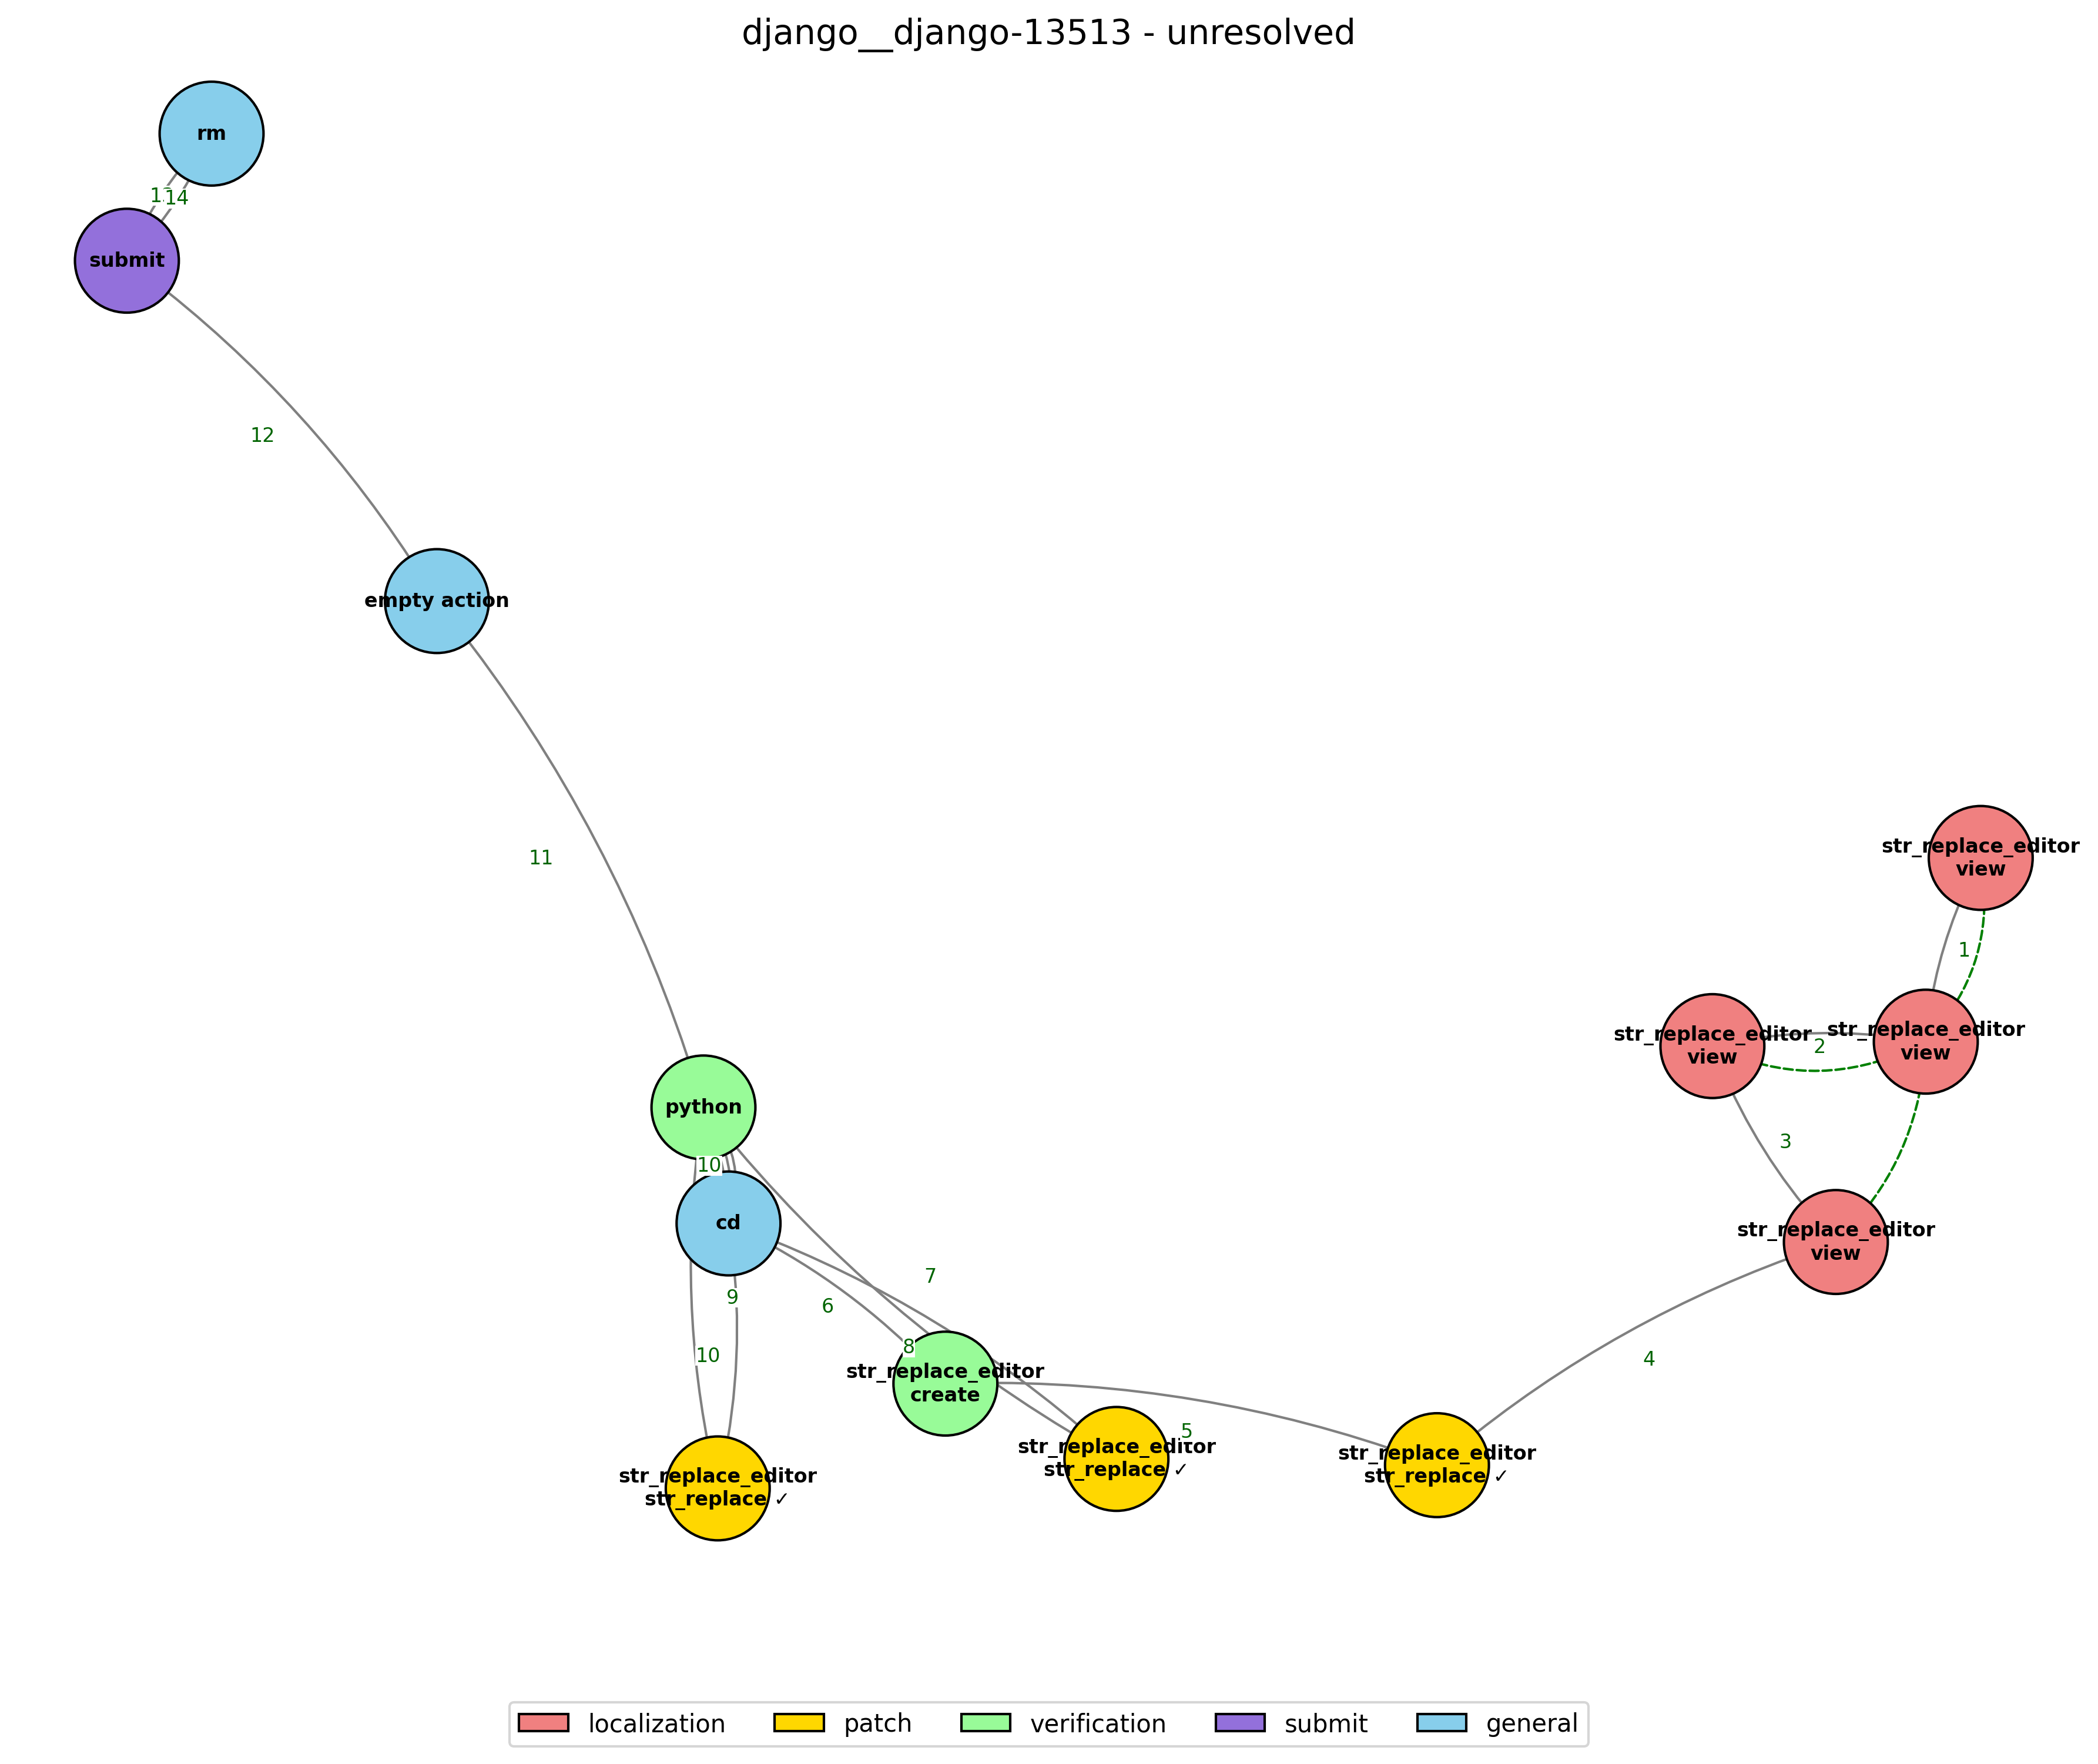 django__django-13513 - unresolved
rm
14
submit
12
empty action
11
str_replace_editor
view
1
str_replace_editor
view
2
str_replace_editor
view
3
python
10
cd
str_replace_editor
view
7
9
6
8
10
4
str_replace_editor
create
5
str_replace_editor
str_replace ✓
str_replace_editor
str_replace ✓
str_replace_editor
str_replace ✓
localization
patch
verification
submit
general